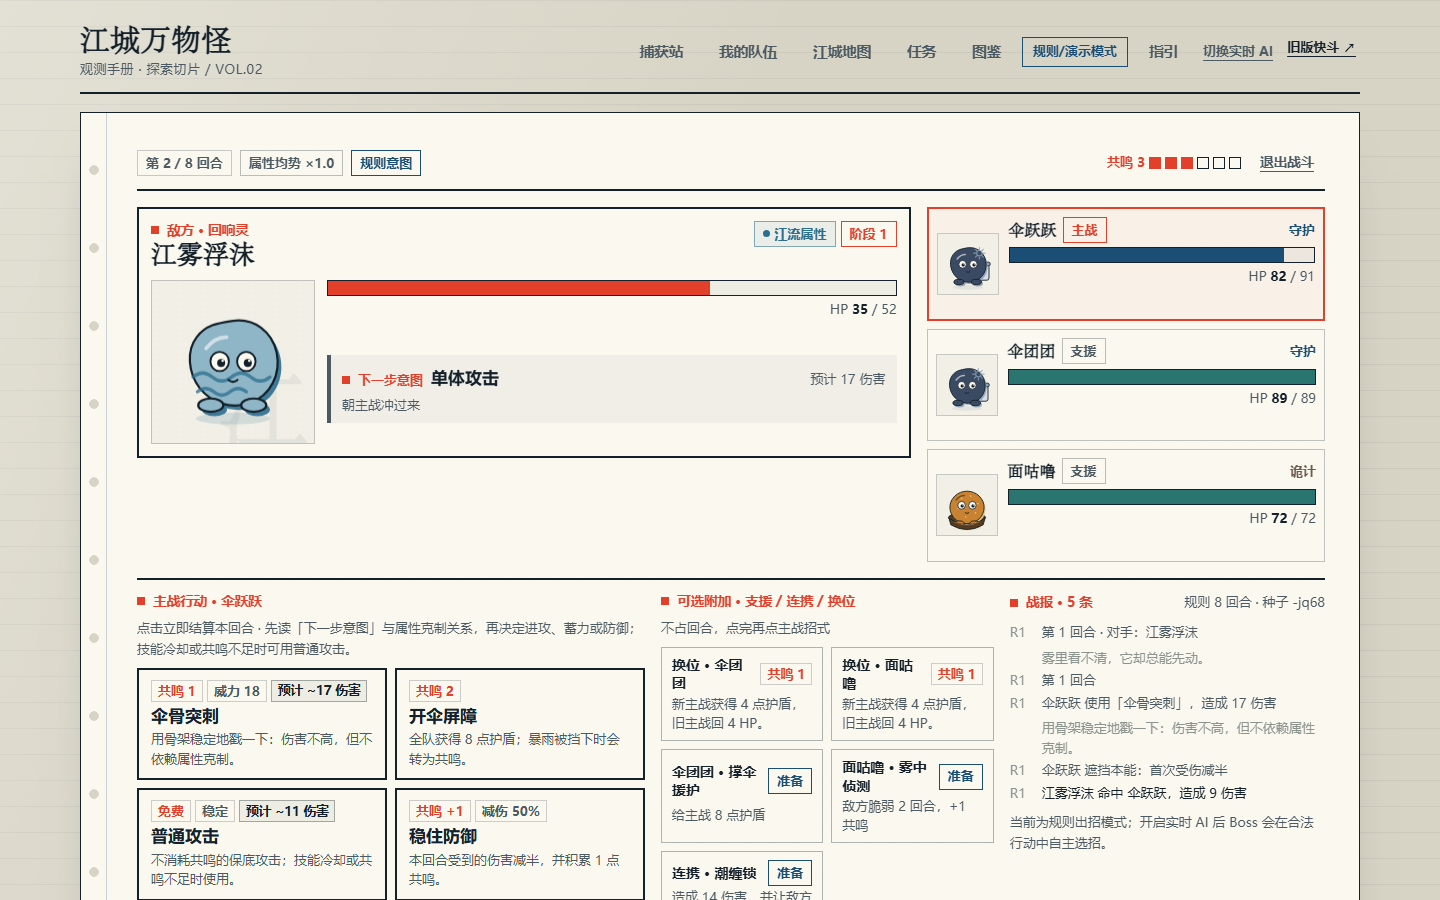 江城万物怪
观测手册 · 探索切片 / VOL.02
捕获站
我的队伍
江城地图
任务
图鉴
规则/演示模式
指引
切换实时 AI
旧版快斗 ↗
第 2 / 8 回合
属性均势 ×1.0
规则意图
共鸣 3
退出战斗
敌方 • 回响灵
江雾浮沫
江流属性
阶段 1
HP 35 / 52
下一步意图 单体攻击
预计 17 伤害
朝主战冲过来
伞跃跃 主战 守护
HP 82 / 91
伞团团 支援 守护
HP 89 / 89
面咕噜 支援 诡计
HP 72 / 72
主战行动 • 伞跃跃
点击立即结算本回合 · 先读「下一步意图」与属性克制关系，再决定进攻、蓄力或防御；
技能冷却或共鸣不足时可用普通攻击。
共鸣 1 威力 18 预计 ~17 伤害
伞骨突刺
用骨架稳定地戳一下：伤害不高，但不
依赖属性克制。
共鸣 2
开伞屏障
全队获得 8 点护盾；暴雨被挡下时会
转为共鸣。
免费 稳定 预计 ~11 伤害
普通攻击
不消耗共鸣的保底攻击；技能冷却或共
鸣不足时使用。
共鸣 +1 减伤 50%
稳住防御
本回合受到的伤害减半，并积累 1 点
共鸣。
可选附加 • 支援 / 连携 / 换位
不占回合，点完再点主战招式
换位 • 伞团
团
共鸣 1
新主战获得 4 点护盾，
旧主战回 4 HP。
换位 • 面咕
噜
共鸣 1
新主战获得 4 点护盾，
旧主战回 4 HP。
伞团团 • 撑伞
援护
准备
给主战 8 点护盾
面咕噜 • 雾中
侦测
准备
敌方脆弱 2 回合，+1
共鸣
连携 • 潮缠锁
准备
造成 14 伤害，并让敌方
战报 • 5 条
规则 8 回合 · 种子 -jq68
R1 第 1 回合 · 对手：江雾浮沫
雾里看不清，它却总能先动。
R1 第 1 回合
R1 伞跃跃 使用「伞骨突刺」，造成 17 伤害
用骨架稳定地戳一下：伤害不高，但不依赖属性
克制。
R1 伞跃跃 遮挡本能：首次受伤减半
R1 江雾浮沫 命中 伞跃跃，造成 9 伤害
当前为规则出招模式；开启实时 AI 后 Boss 会在合法
行动中自主选招。